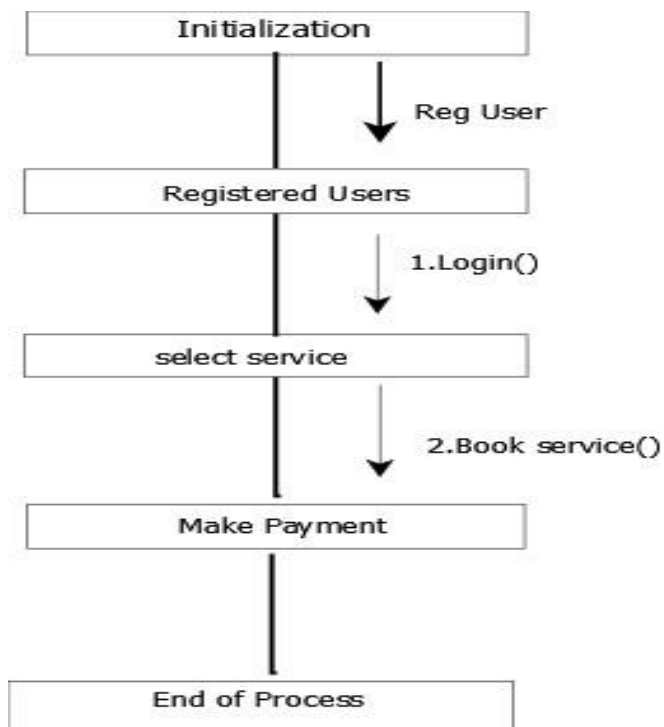 Initialization
Reg User
Registered Users
1.Login()
select service
2.Book service()
Make Payment
End of Process